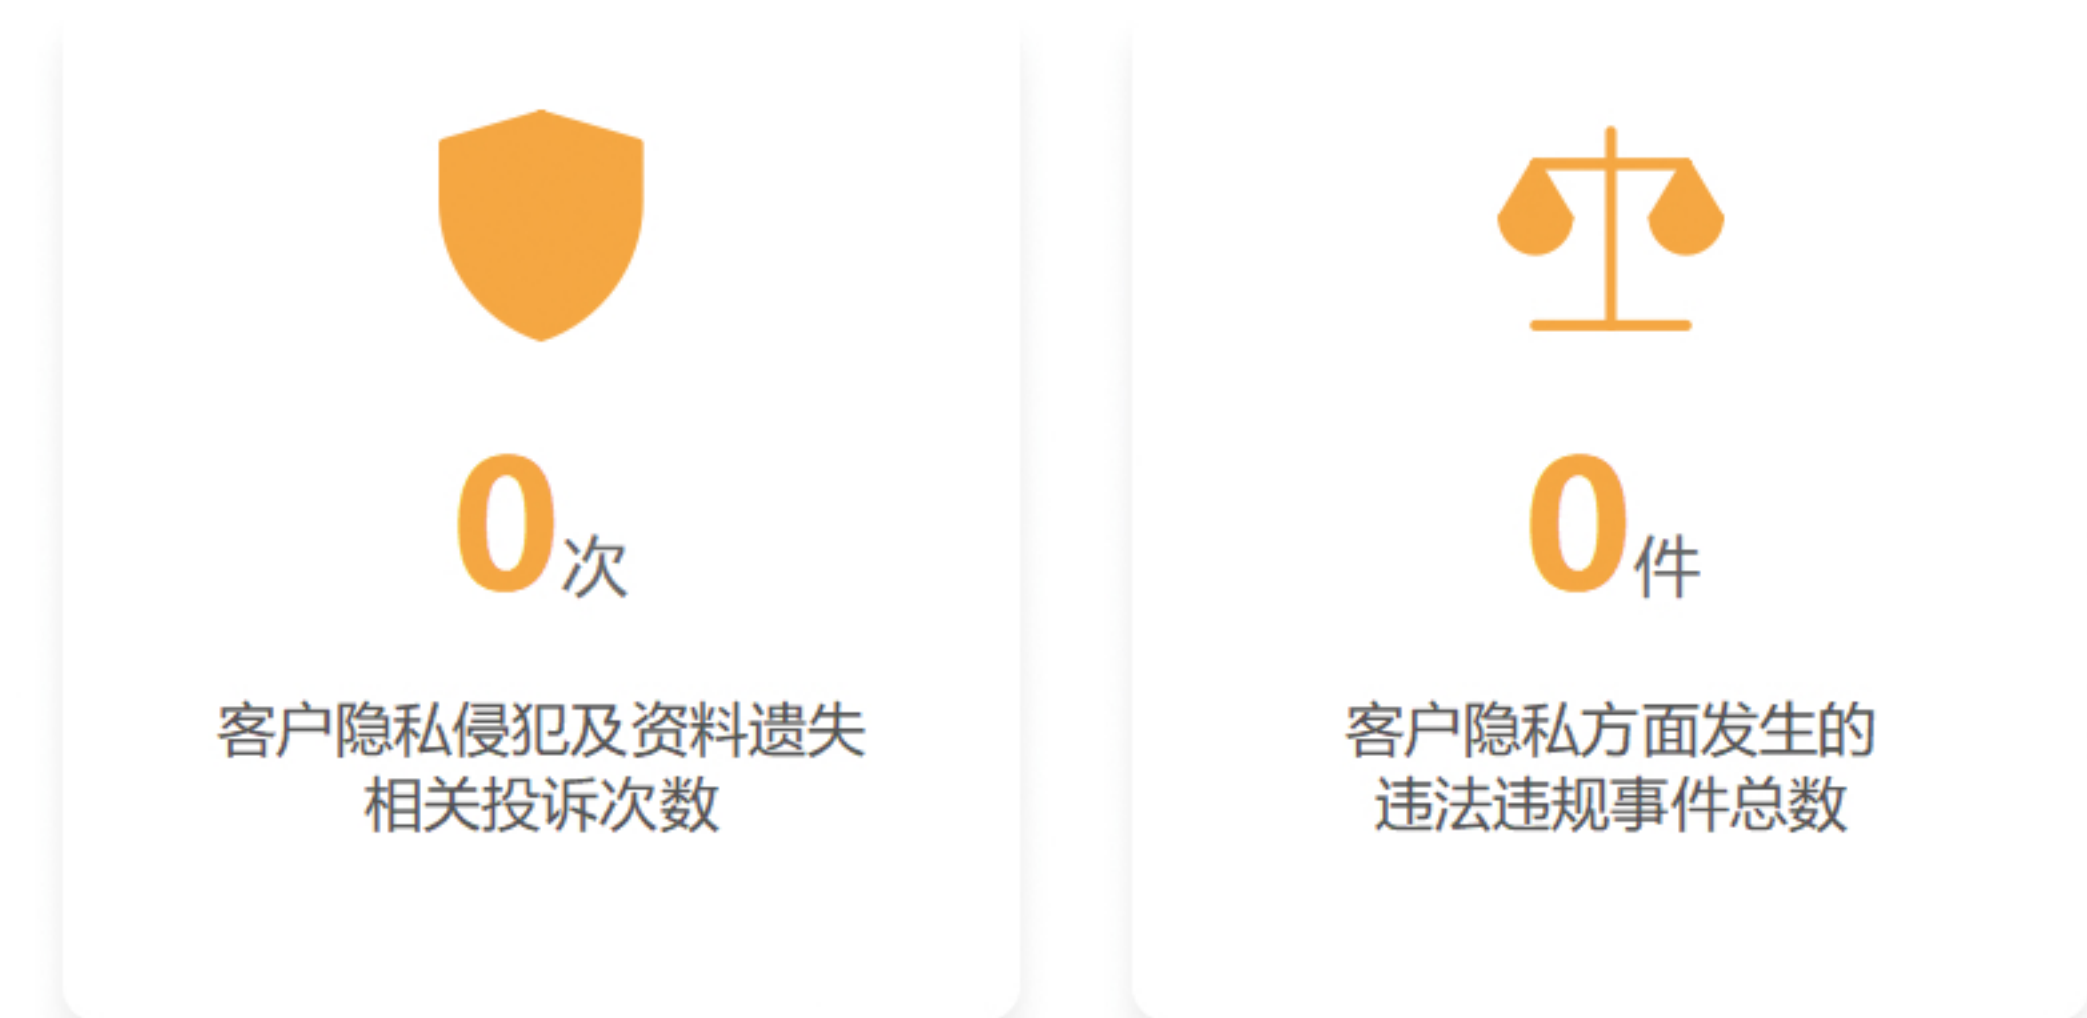 0次
客户隐私侵犯及资料遗失
相关投诉次数
0件
客户隐私方面发生的
违法违规事件总数